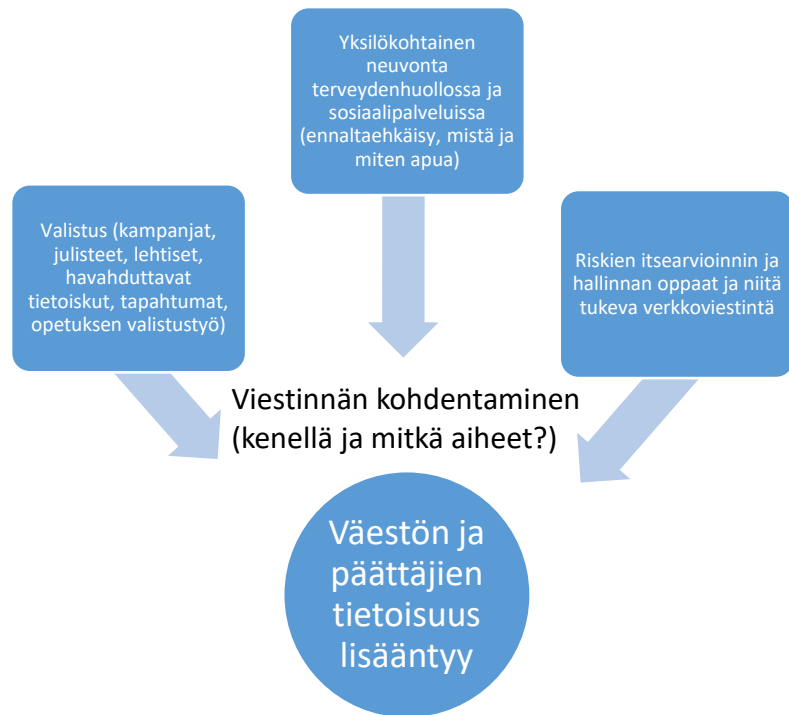 Yksilökohtainen
neuvonta
terveydenhuollossa ja
sosiaalipalveluissa
(ennaltaehkäisy, mistä ja
miten apua)
Valistus (kampanjat,
julisteet, lehtiset,
havahduttavat
tietoiskut, tapahtumat,
opetuksen valistustyö)
Riskien itsearvioinnin ja
hallinnan oppaat ja niitä
tukeva verkkoviestintä
Viestinnän kohdentaminen
(kenellä ja mitkä aiheet?)
Väestön ja
päättäjien
tietoisuus
lisääntyy